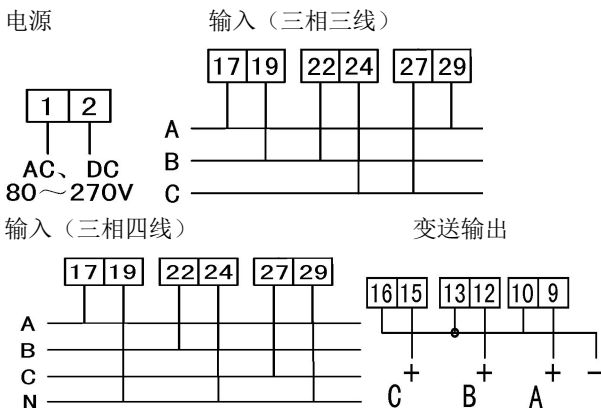 电源
输入（三相三线）
17 19 22 24 27 29
1 2
A
B
C
AC、DC
80～270V
输入（三相四线）
变送输出
17 19 22 24 27 29
16 15 13 12 10 9
A
B
C
N
+ + + −
C B A